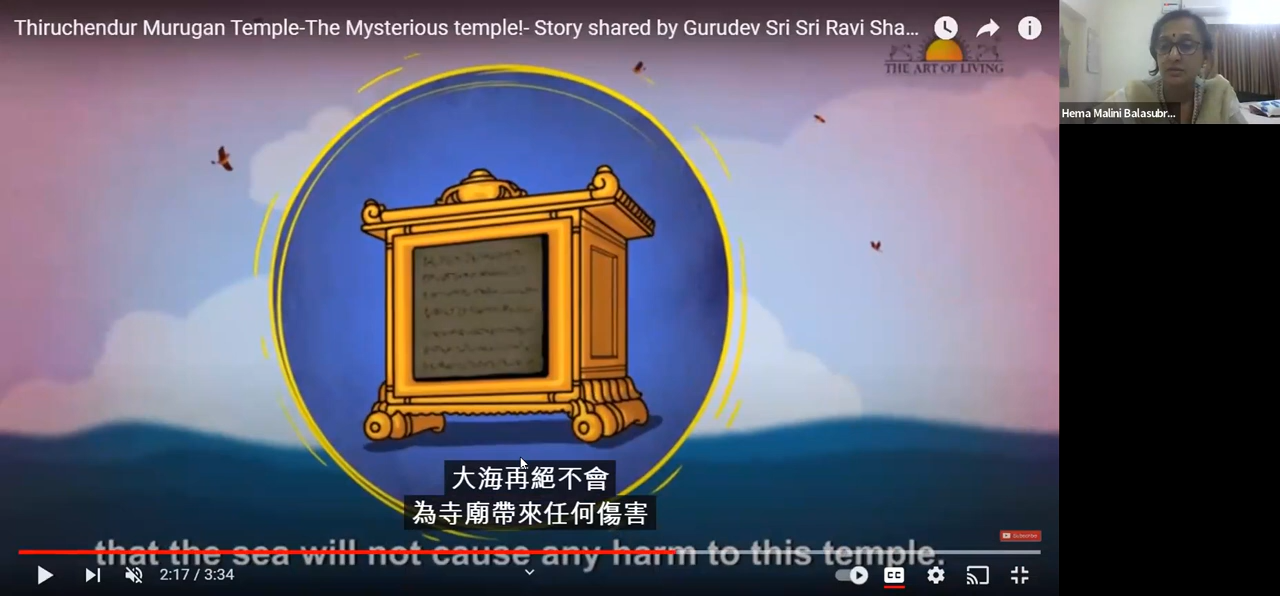 Thiruchendur Murugan Temple-The Mysterious temple!- Story shared by Gurudev Sri Sri Ravi Sha...
THE ART OF LIVING
Hema Malini Balasubr...
大海再絕不會
為寺廟帶來任何傷害
Subscribe
that the sea will not cause any harm to this temple.
2:17 / 3:34
CC